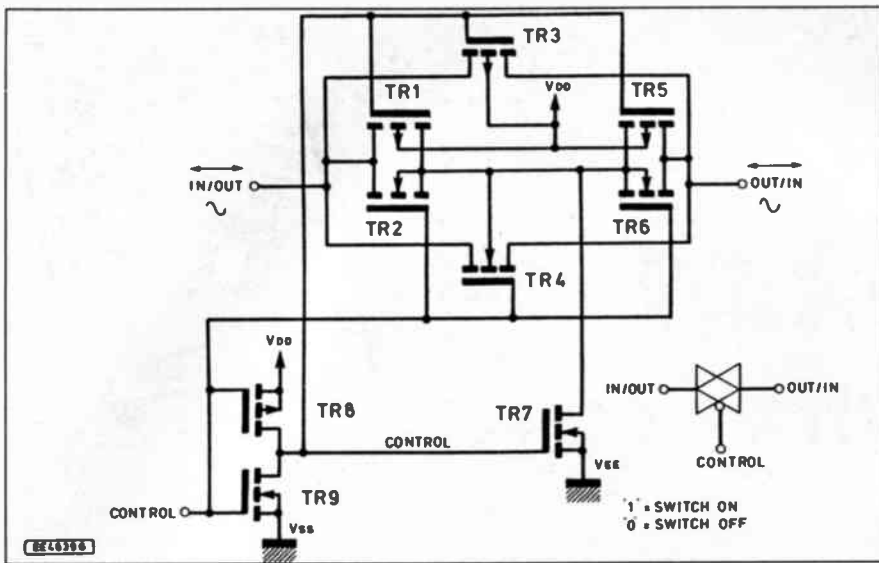 TR3
TR1
VDD
TR5
IN/OUT
OUT/IN
TR2
TR6
TR4
VDD
TR8
TR7
IN/OUT
OUT/IN
CONTROL
VEE
CONTROL
CONTROL
TR9
VSS
'1' = SWITCH ON
'0' = SWITCH OFF